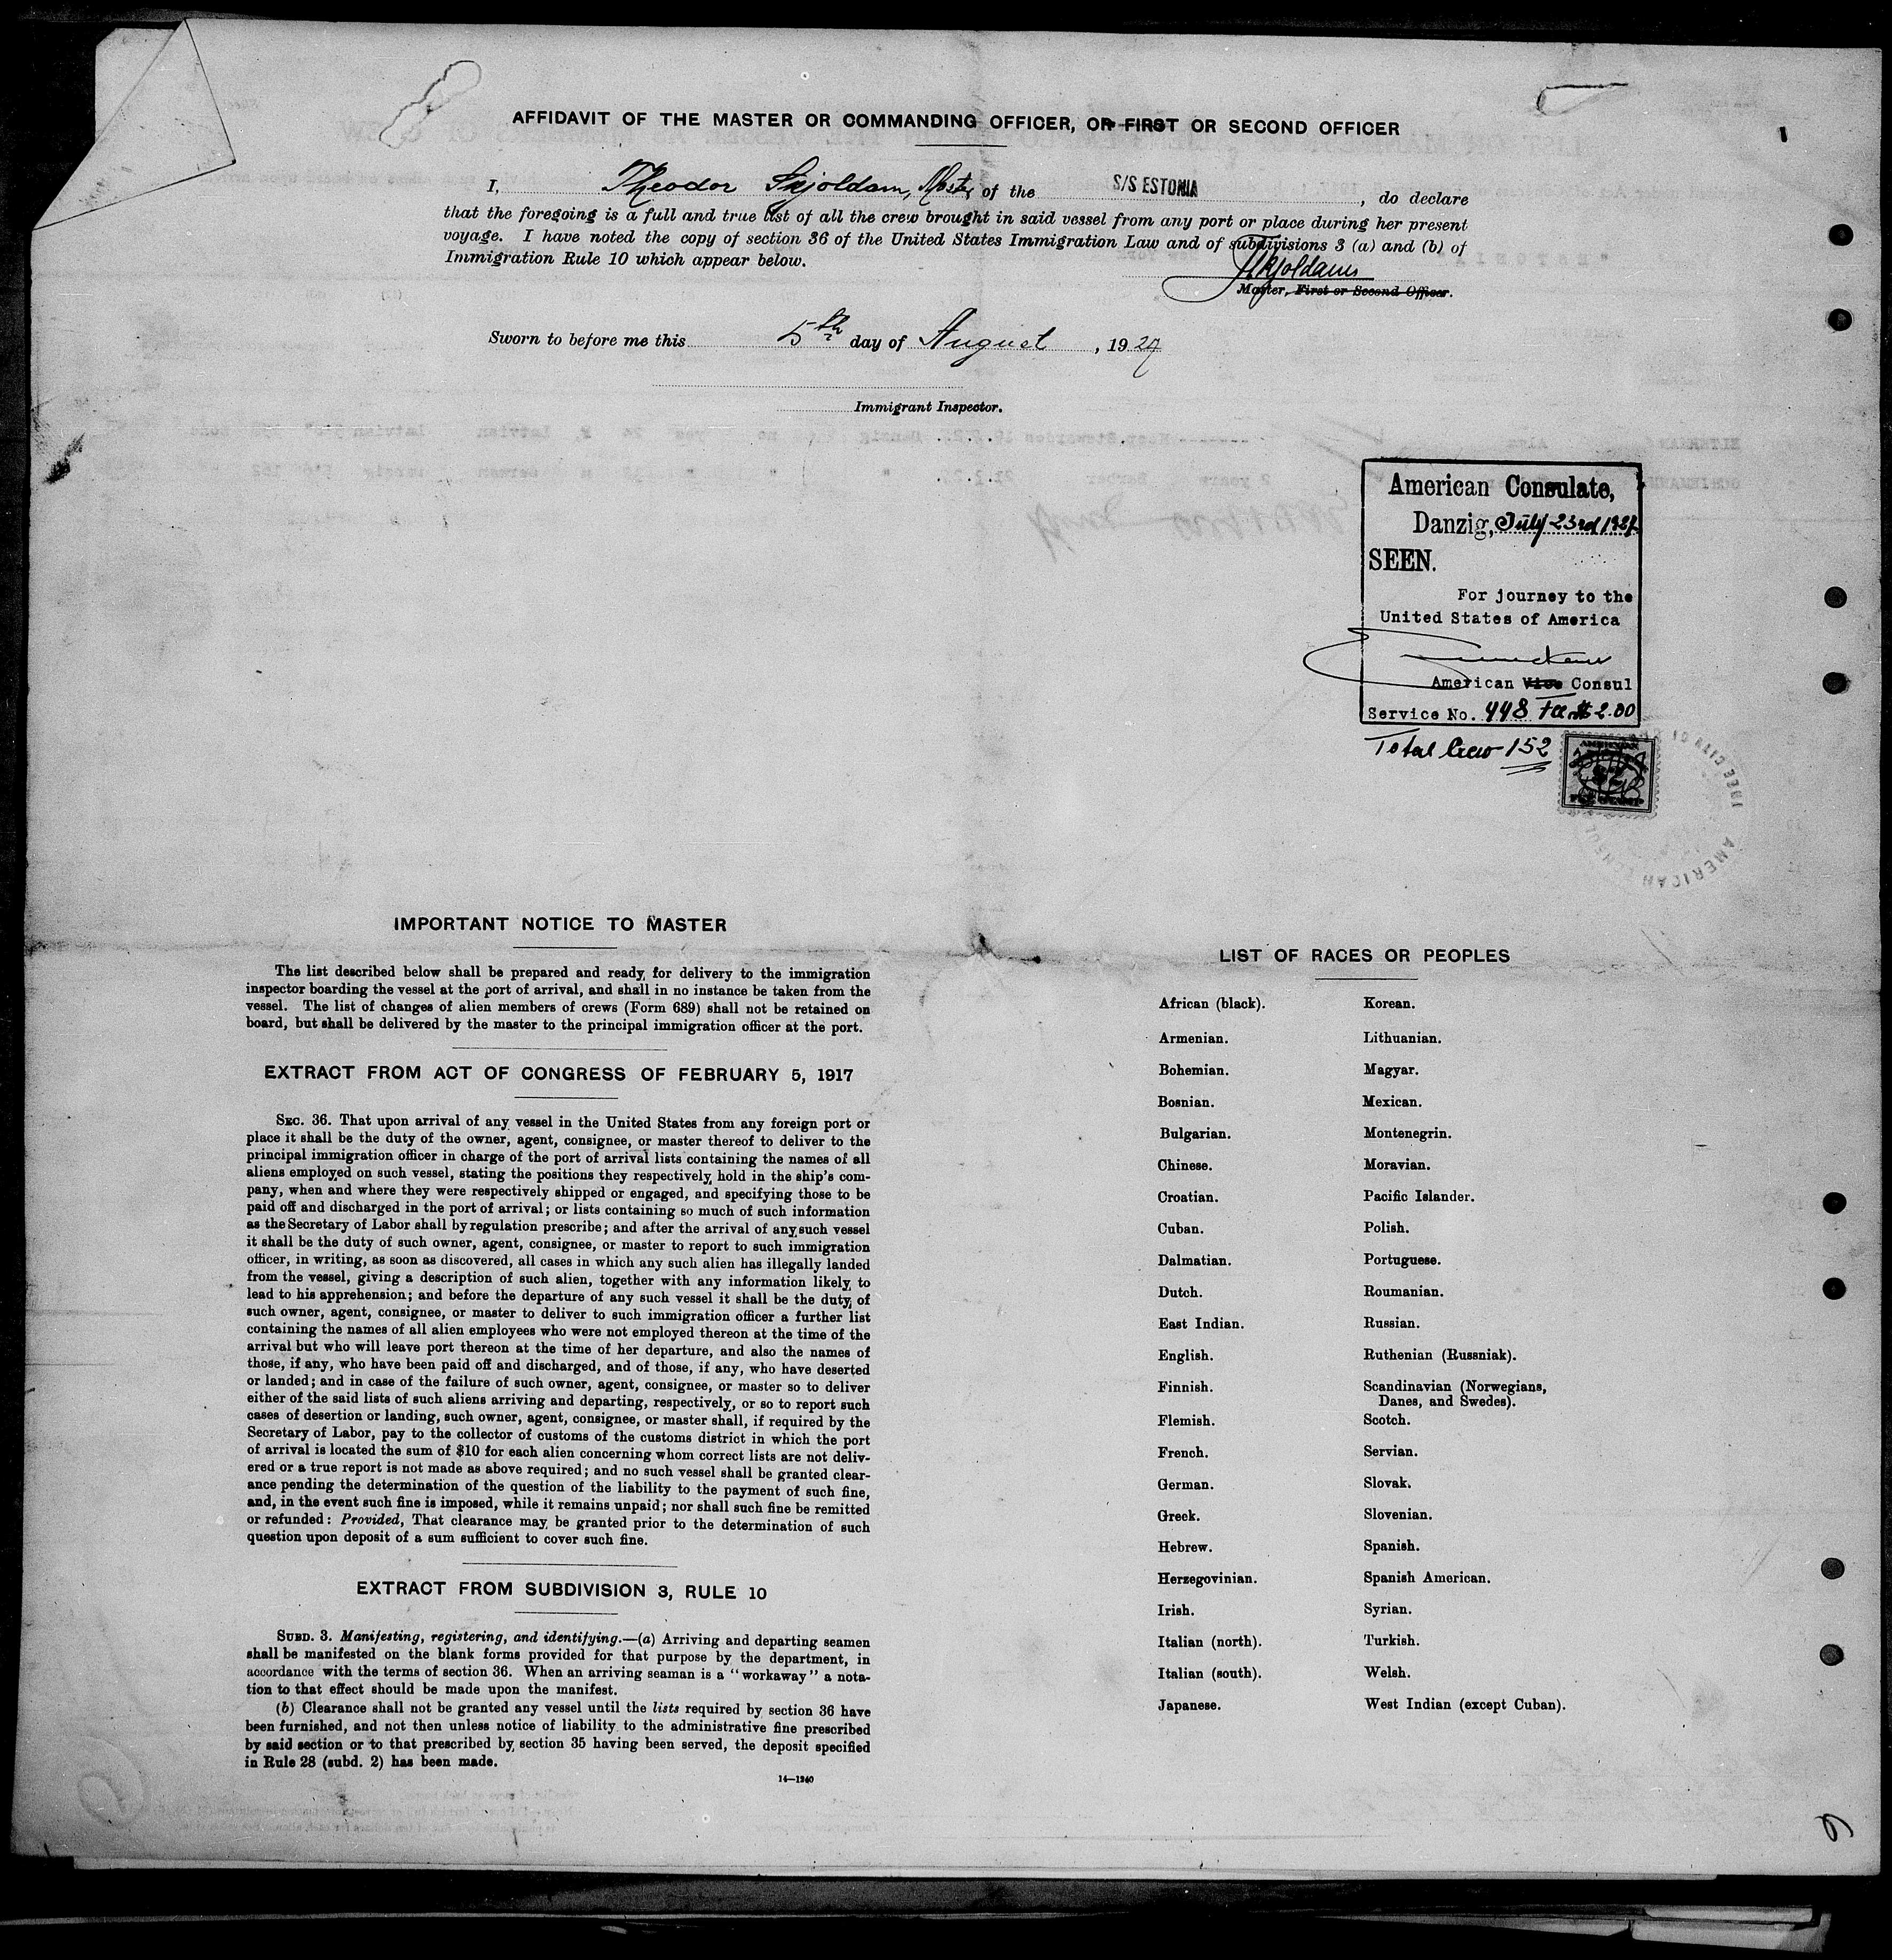 AFFIDAVIT OF THE MASTER OR COMMANDING OFFICER, OR FIRST OR SECOND OFFICER
I, Theodor Skjoldam, Master of the S/S ESTONIA, do declare
that the foregoing is a full and true list of all the crew brought in said vessel from any port or place during her present
voyage. I have noted the copy of section 36 of the United States Immigration Law and of subdivisions 3 (a) and (b) of
Immigration Rule 10 which appear below.
Master, First or Second Officer.
Sworn to before me this 5th day of August, 1927
Immigrant Inspector.
American Consulate,
Danzig, July 23rd 1927
SEEN.
For journey to the
United States of America
American Vice Consul
Service No. 448 Fee $ 2.00
Total Crew 152
IMPORTANT NOTICE TO MASTER
The list described below shall be prepared and ready for delivery to the immigration
inspector boarding the vessel at the port of arrival, and shall in no instance be taken from the
vessel. The list of changes of alien members of crews (Form 689) shall not be retained on
board, but shall be delivered by the master to the principal immigration officer at the port.
EXTRACT FROM ACT OF CONGRESS OF FEBRUARY 5, 1917
SEC. 36. That upon arrival of any vessel in the United States from any foreign port or
place it shall be the duty of the owner, agent, consignee, or master thereof to deliver to the
principal immigration officer in charge of the port of arrival lists containing the names of all
aliens employed on such vessel, stating the positions they respectively hold in the ship's com-
pany, when and where they were respectively shipped or engaged, and specifying those to be
paid off and discharged in the port of arrival; or lists containing so much of such information
as the Secretary of Labor shall by regulation prescribe; and after the arrival of any such vessel
it shall be the duty of such owner, agent, consignee, or master to report to such immigration
officer, in writing, as soon as discovered, all cases in which any such alien has illegally landed
from the vessel, giving a description of such alien, together with any information likely to
lead to his apprehension; and before the departure of any such vessel it shall be the duty of
such owner, agent, consignee, or master to deliver to such immigration officer a further list
containing the names of all alien employees who were not employed thereon at the time of the
arrival but who will leave port thereon at the time of her departure, and also the names of
those, if any, who have been paid off and discharged, and of those, if any, who have deserted
or landed; and in case of the failure of such owner, agent, consignee, or master so to deliver
either of the said lists of such aliens arriving and departing, respectively, or so to report such
cases of desertion or landing, such owner, agent, consignee, or master shall, if required by the
Secretary of Labor, pay to the collector of customs of the customs district in which the port
of arrival is located the sum of $10 for each alien concerning whom correct lists are not deliv-
ered or a true report is not made as above required; and no such vessel shall be granted clear-
ance pending the determination of the question of the liability to the payment of such fine,
and, in the event such fine is imposed, while it remains unpaid; nor shall such fine be remitted
or refunded: Provided, That clearance may be granted prior to the determination of such
question upon deposit of a sum sufficient to cover such fine.
EXTRACT FROM SUBDIVISION 3, RULE 10
SUBD. 3. Manifesting, registering, and identifying.—(a) Arriving and departing seamen
shall be manifested on the blank forms provided for that purpose by the department, in
accordance with the terms of section 36. When an arriving seaman is a "workaway" a nota-
tion to that effect should be made upon the manifest.
(b) Clearance shall not be granted any vessel until the lists required by section 36 have
been furnished, and not then unless notice of liability to the administrative fine prescribed
by said section or to that prescribed by section 35 having been served, the deposit specified
in Rule 28 (subd. 2) has been made.
14—1240
LIST OF RACES OR PEOPLES
African (black).
Armenian.
Bohemian.
Bosnian.
Bulgarian.
Chinese.
Croatian.
Cuban.
Dalmatian.
Dutch.
East Indian.
English.
Finnish.
Flemish.
French.
German.
Greek.
Hebrew.
Herzegovinian.
Irish.
Italian (north).
Italian (south).
Japanese.
Korean.
Lithuanian.
Magyar.
Mexican.
Montenegrin.
Moravian.
Pacific Islander.
Polish.
Portuguese.
Roumanian.
Russian.
Ruthenian (Russniak).
Scandinavian (Norwegians,
Danes, and Swedes).
Scotch.
Servian.
Slovak.
Slovenian.
Spanish.
Spanish American.
Syrian.
Turkish.
Welsh.
West Indian (except Cuban).